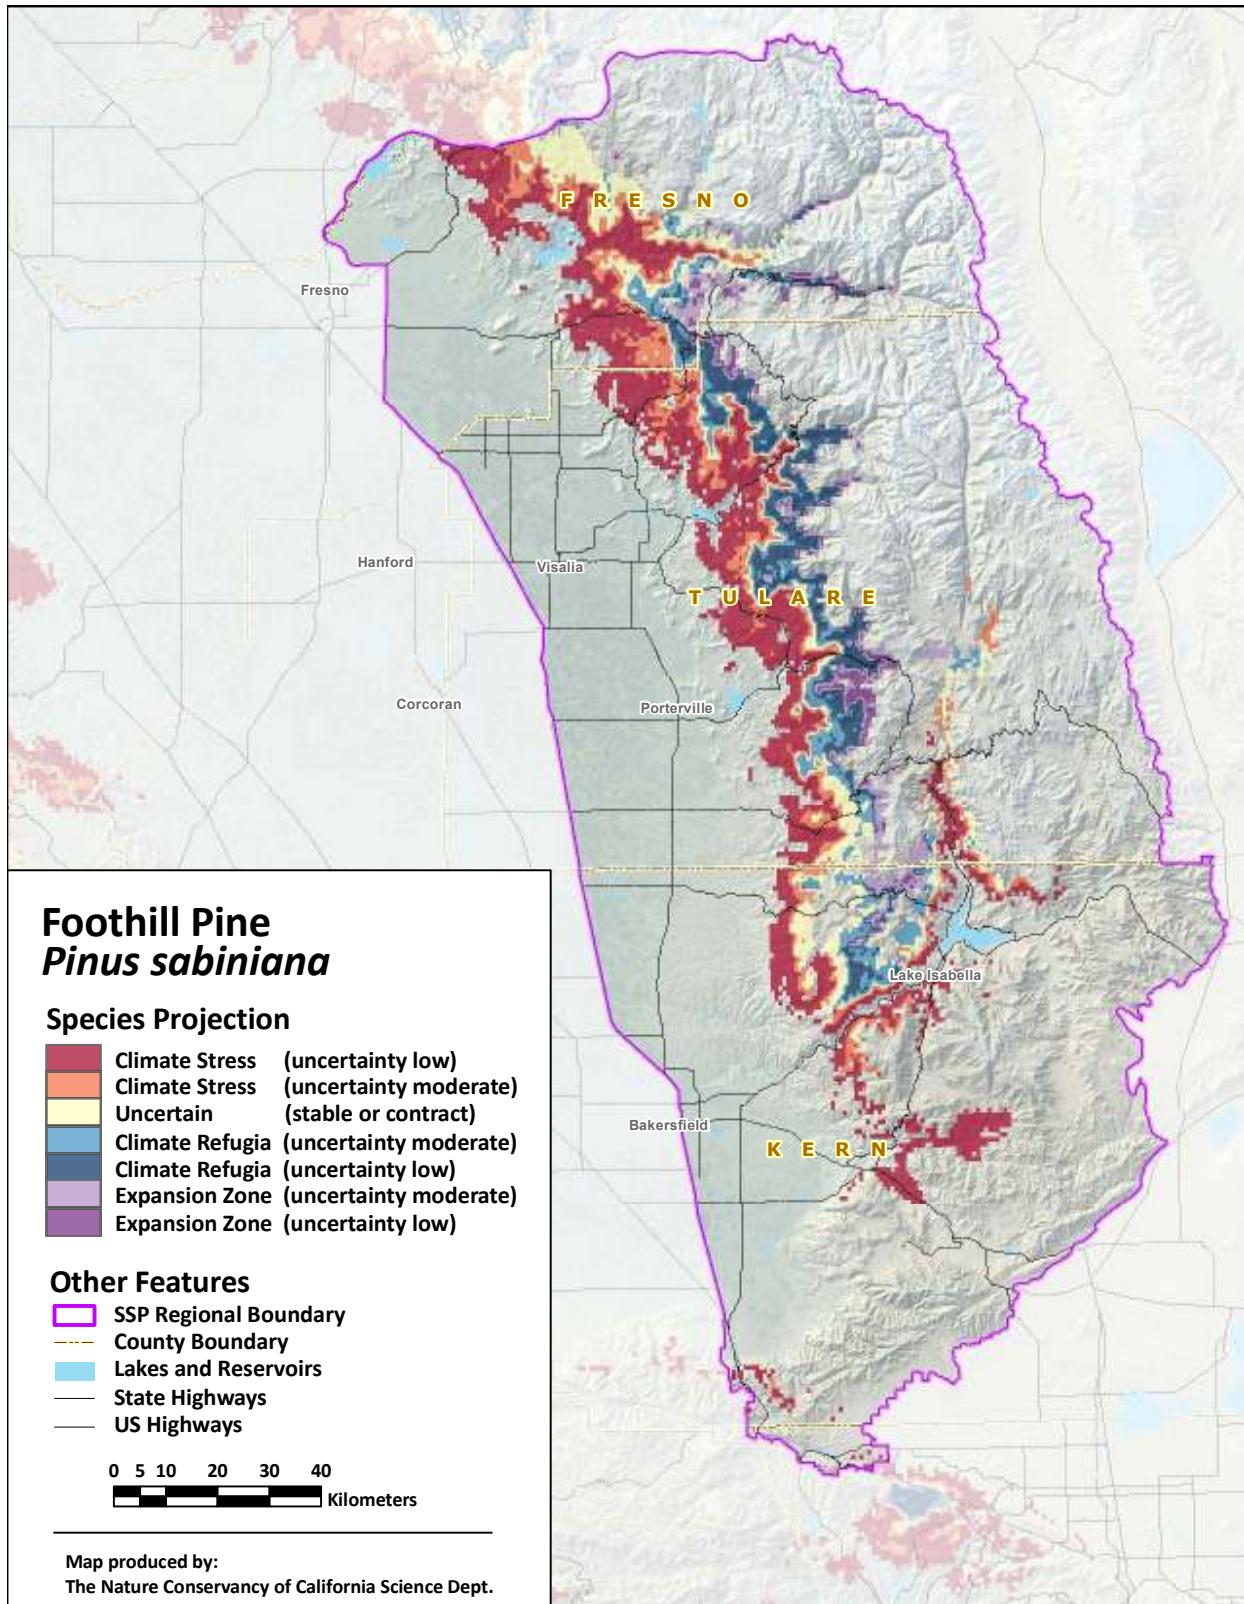 F R E S N O
Fresno
Hanford
Visalia
T U L A R E
Corcoran
Porterville
Lake Isabella
Bakersfield
K E R N
Foothill Pine
Pinus sabiniana
Species Projection
Climate Stress (uncertainty low)
Climate Stress (uncertainty moderate)
Uncertain (stable or contract)
Climate Refugia (uncertainty moderate)
Climate Refugia (uncertainty low)
Expansion Zone (uncertainty moderate)
Expansion Zone (uncertainty low)
Other Features
SSP Regional Boundary
County Boundary
Lakes and Reservoirs
State Highways
US Highways
0 5 10 20 30 40
Kilometers
Map produced by:
The Nature Conservancy of California Science Dept.